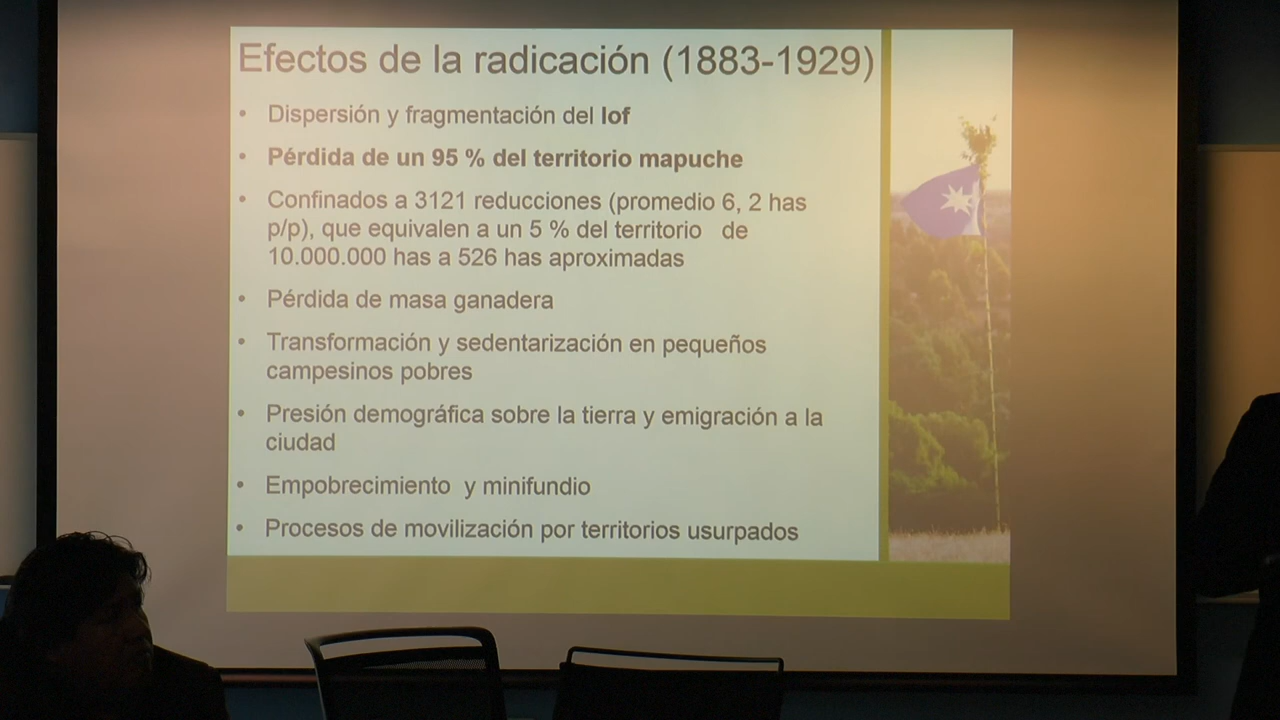 Efectos de la radicación (1883-1929)
• Dispersión y fragmentación del lof
• Pérdida de un 95 % del territorio mapuche
• Confinados a 3121 reducciones (promedio 6, 2 has
p/p), que equivalen a un 5 % del territorio de
10.000.000 has a 526 has aproximadas
• Pérdida de masa ganadera
• Transformación y sedentarización en pequeños
campesinos pobres
• Presión demográfica sobre la tierra y emigración a la
ciudad
• Empobrecimiento y minifundio
• Procesos de movilización por territorios usurpados